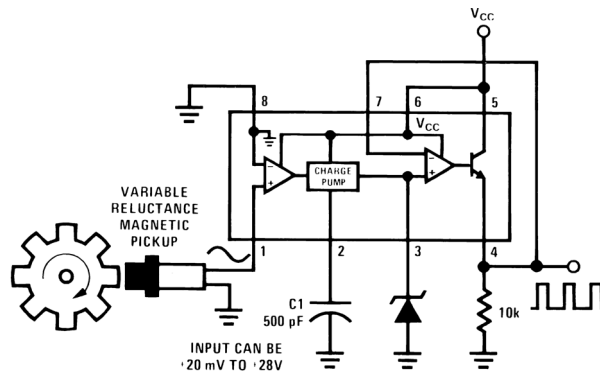 VCC
8
7
6
5
VCC
CHARGE
PUMP
VARIABLE
RELUCTANCE
MAGNETIC
PICKUP
1
2
3
4
C1
500 pF
10k
INPUT CAN BE
20 mV TO 28V